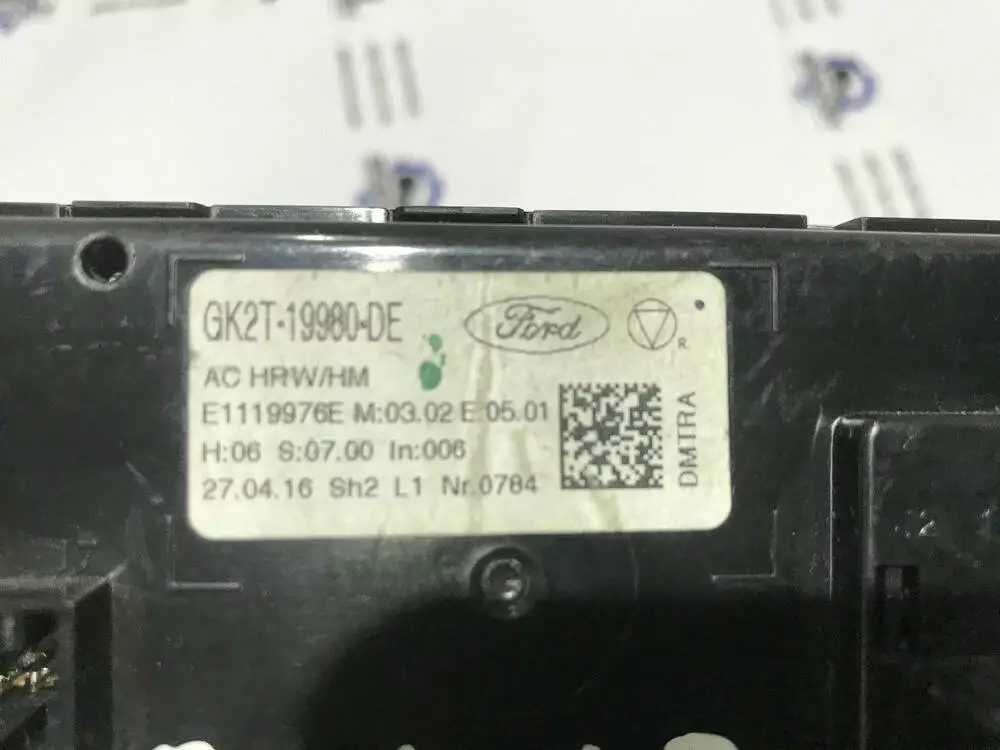 GK2T-19980-DE
Ford
R
AC HRW/HM
E1119976E M:03.02 E:05.01
H:06 S:07.00 In:006
27.04.16 Sh2 L1 Nr.0784
DMTRA